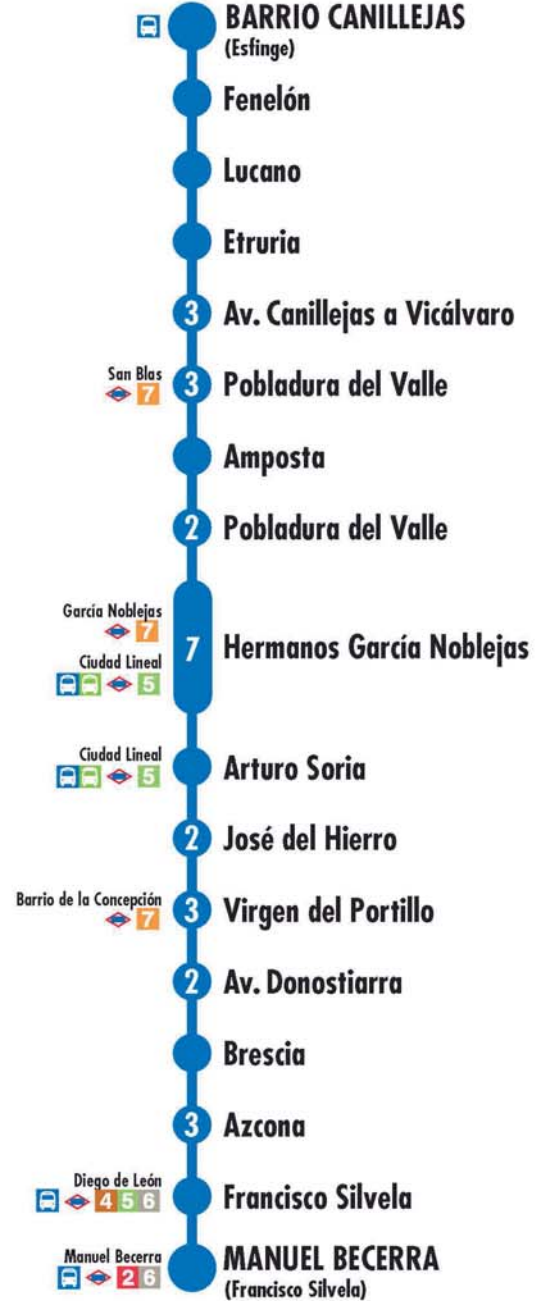 BARRIO CANILLEJAS
(Esfinge)
Fenelón
Lucano
Etruria
3 Av. Canillejas a Vicálvaro
San Blas
7
3 Pobladura del Valle
Amposta
2 Pobladura del Valle
García Noblejas
7
Ciudad Lineal
5
7 Hermanos García Noblejas
Ciudad Lineal
5
Arturo Soria
2 José del Hierro
Barrio de la Concepción
7
3 Virgen del Portillo
2 Av. Donostiarra
Brescia
3 Azcona
Diego de León
4 5 6
Francisco Silvela
Manuel Becerra
2 6
MANUEL BECERRA
(Francisco Silvela)